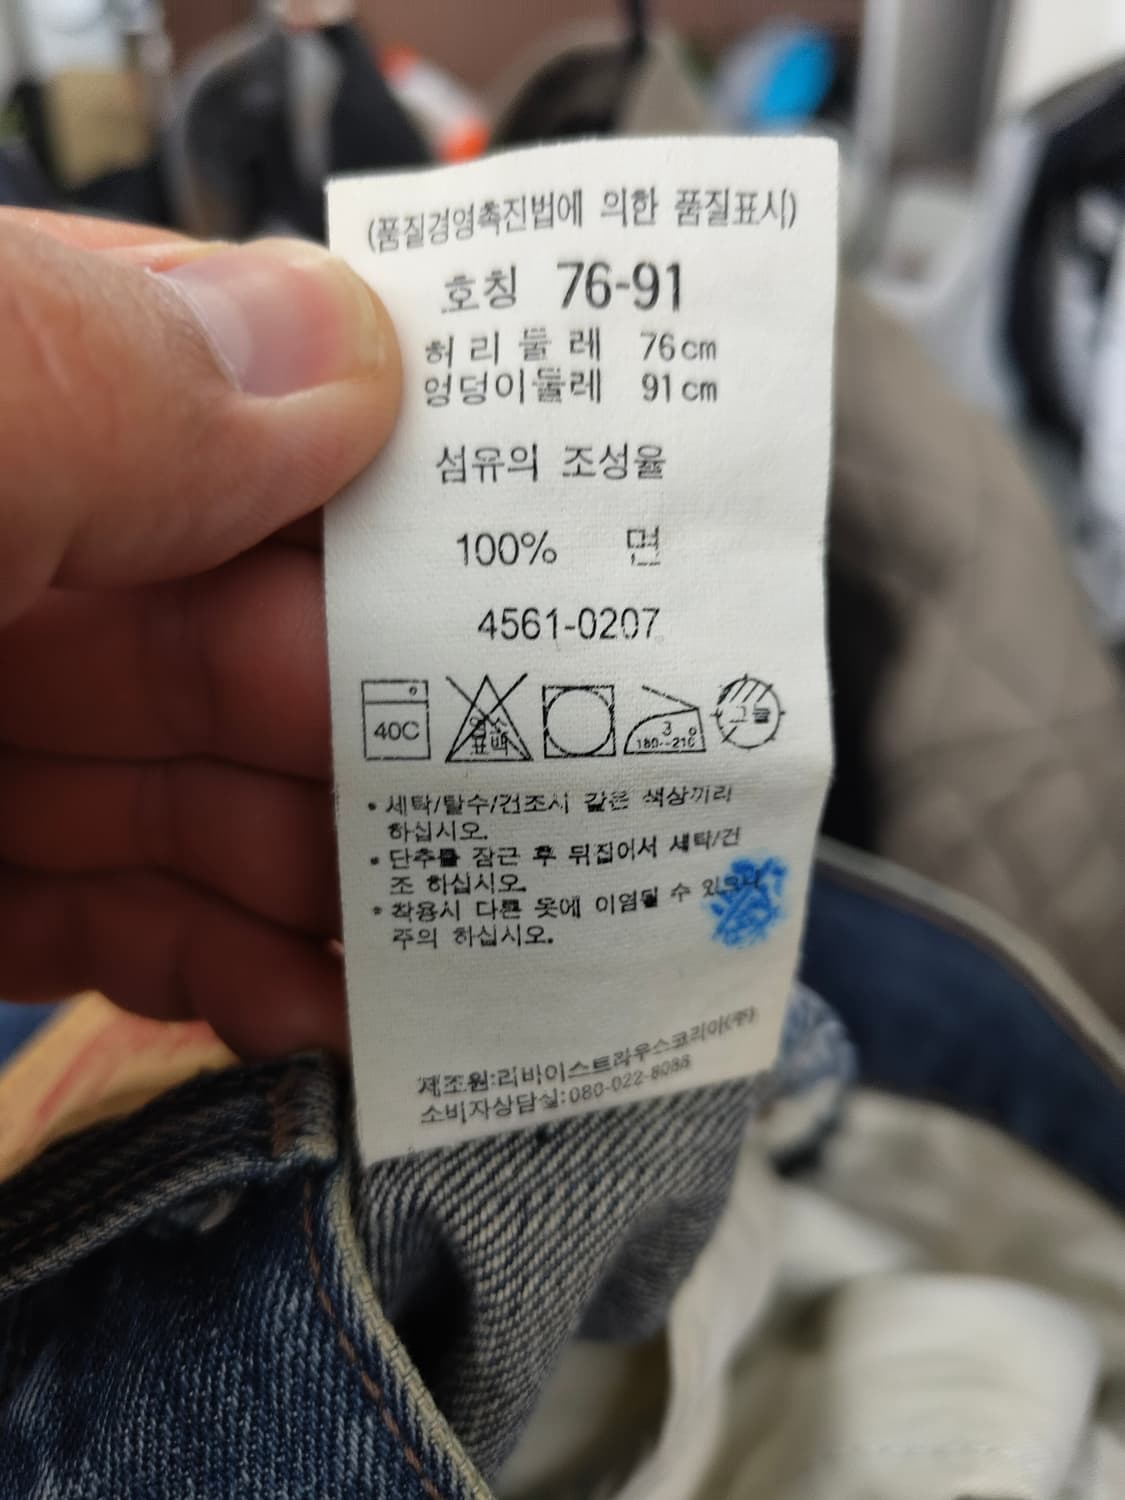 (품질경영촉진법에 의한 품질표시)
호칭 76-91
허리둘레 76cm
엉덩이둘레 91cm
섬유의 조성율
100% 면
4561-0207
40C 염소 표백 3 180--210 그늘
• 세탁/탈수/건조시 같은 색상끼리
하십시오.
• 단추를 잠근 후 뒤집어서 세탁/건
조 하십시오.
• 착용시 다른 옷에 이염될 수 있으니
주의 하십시오.
제조원:리바이스트라우스코리아(주)
소비자상담실:080-022-8088